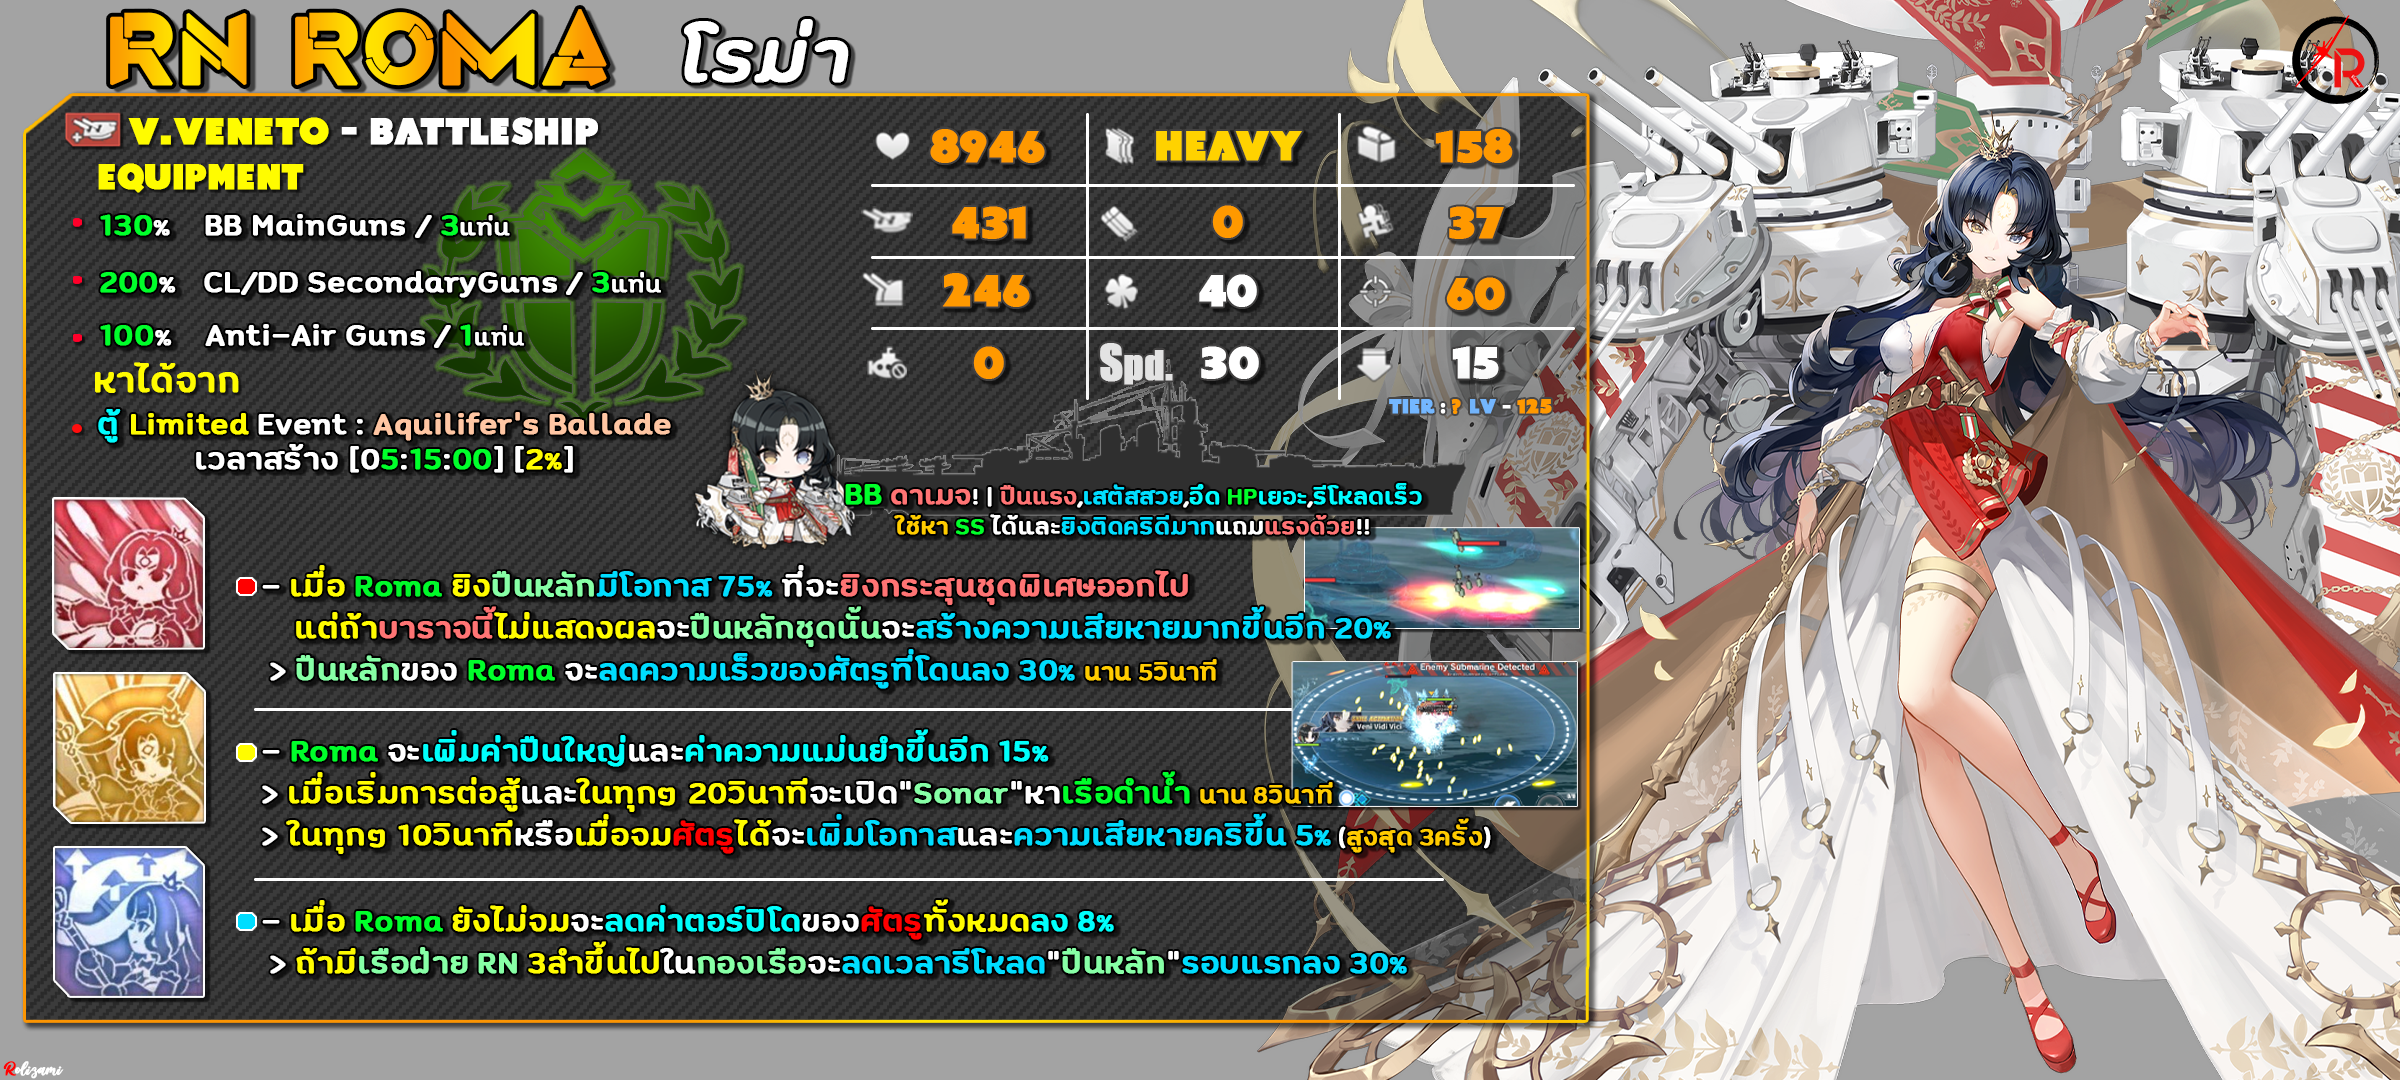 RN ROMA โรม่า
V.VENETO - BATTLESHIP
EQUIPMENT
130% BB MainGuns / 3แท่น
200% CL/DD SecondaryGuns / 3แท่น
100% Anti-Air Guns / 1แท่น
หาได้จาก
ตู้ Limited Event : Aquilifer's Ballade
เวลาสร้าง [05:15:00] [2%]
8946 HEAVY 158
431 0 37
246 40 60
0 Spd. 30 15
TIER : ? LV - 125
BB ดาเมจ! | ปืนแรง,เสตัสสวย,อึด HPเยอะ,รีโหลดเร็ว
ใช้หา SS ได้และยิงติดคริดีมากแถมแรงด้วย!!
- เมื่อ Roma ยิงปืนหลักมีโอกาส 75% ที่จะยิงกระสุนชุดพิเศษออกไป
แต่ถ้าบาราจนี้ไม่แสดงผลจะปืนหลักชุดนั้นจะสร้างความเสียหายมากขึ้นอีก 20%
> ปืนหลักของ Roma จะลดความเร็วของศัตรูที่โดนลง 30% นาน 5วินาที
Enemy Submarine Detected
Veni Vidi Vici
- Roma จะเพิ่มค่าปืนใหญ่และค่าความแม่นยำขึ้นอีก 15%
> เมื่อเริ่มการต่อสู้และในทุกๆ 20วินาทีจะเปิด"Sonar"หาเรือดำน้ำ นาน 8วินาที
> ในทุกๆ 10วินาทีหรือเมื่อจมศัตรูได้จะเพิ่มโอกาสและความเสียหายคริขึ้น 5% (สูงสุด 3ครั้ง)
- เมื่อ Roma ยังไม่จมจะลดค่าตอร์ปิโดของศัตรูทั้งหมดลง 8%
> ถ้ามีเรือฝ่าย RN 3ลำขึ้นไปในกองเรือจะลดเวลารีโหลด"ปืนหลัก"รอบแรกลง 30%
Rolizami
R